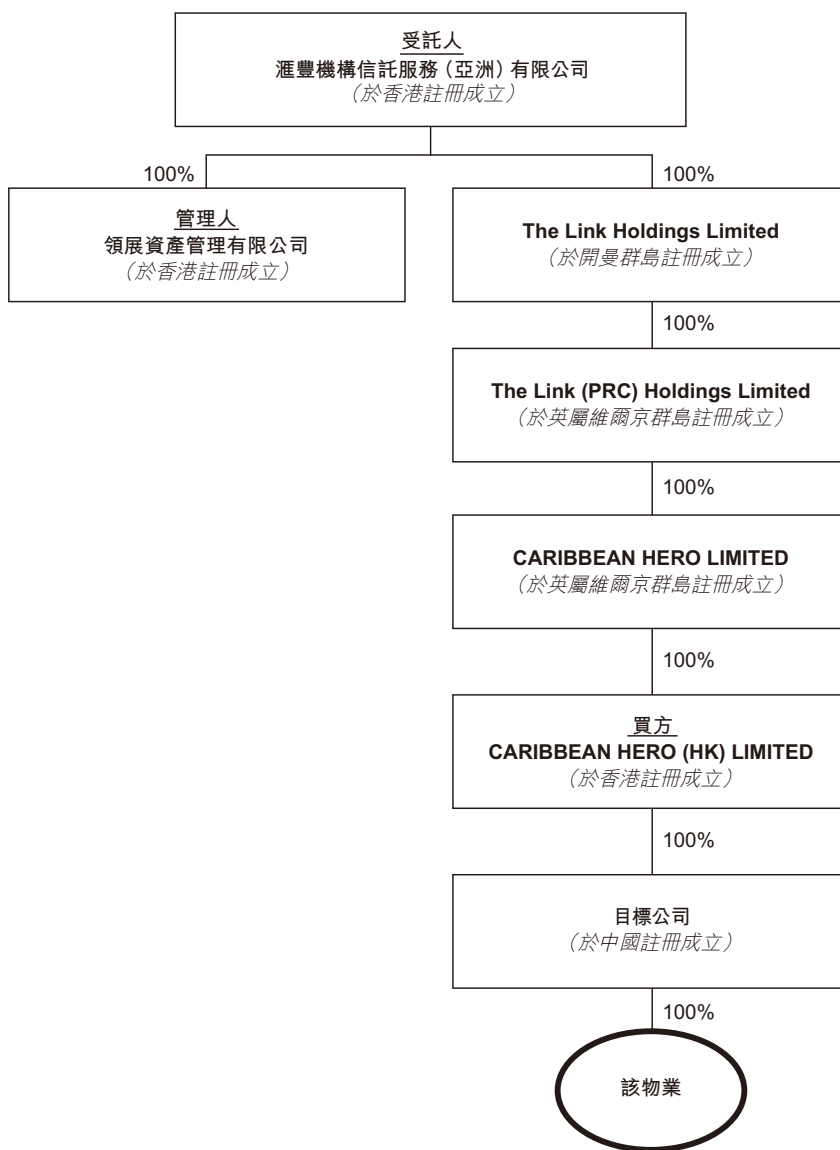 受託人
滙豐機構信託服務（亞洲）有限公司
（於香港註冊成立）
100%
100%
管理人
領展資產管理有限公司
（於香港註冊成立）
The Link Holdings Limited
（於開曼群島註冊成立）
100%
The Link (PRC) Holdings Limited
（於英屬維爾京群島註冊成立）
100%
CARIBBEAN HERO LIMITED
（於英屬維爾京群島註冊成立）
100%
買方
CARIBBEAN HERO (HK) LIMITED
（於香港註冊成立）
100%
目標公司
（於中國註冊成立）
100%
該物業